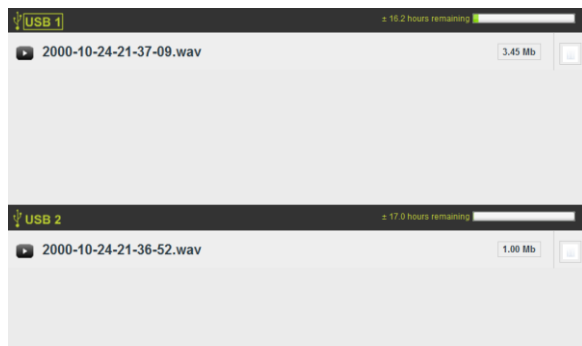 USB 1 ± 16.2 hours remaining
2000-10-24-21-37-09.wav 3.45 Mb
USB 2 ± 17.0 hours remaining
2000-10-24-21-36-52.wav 1.00 Mb